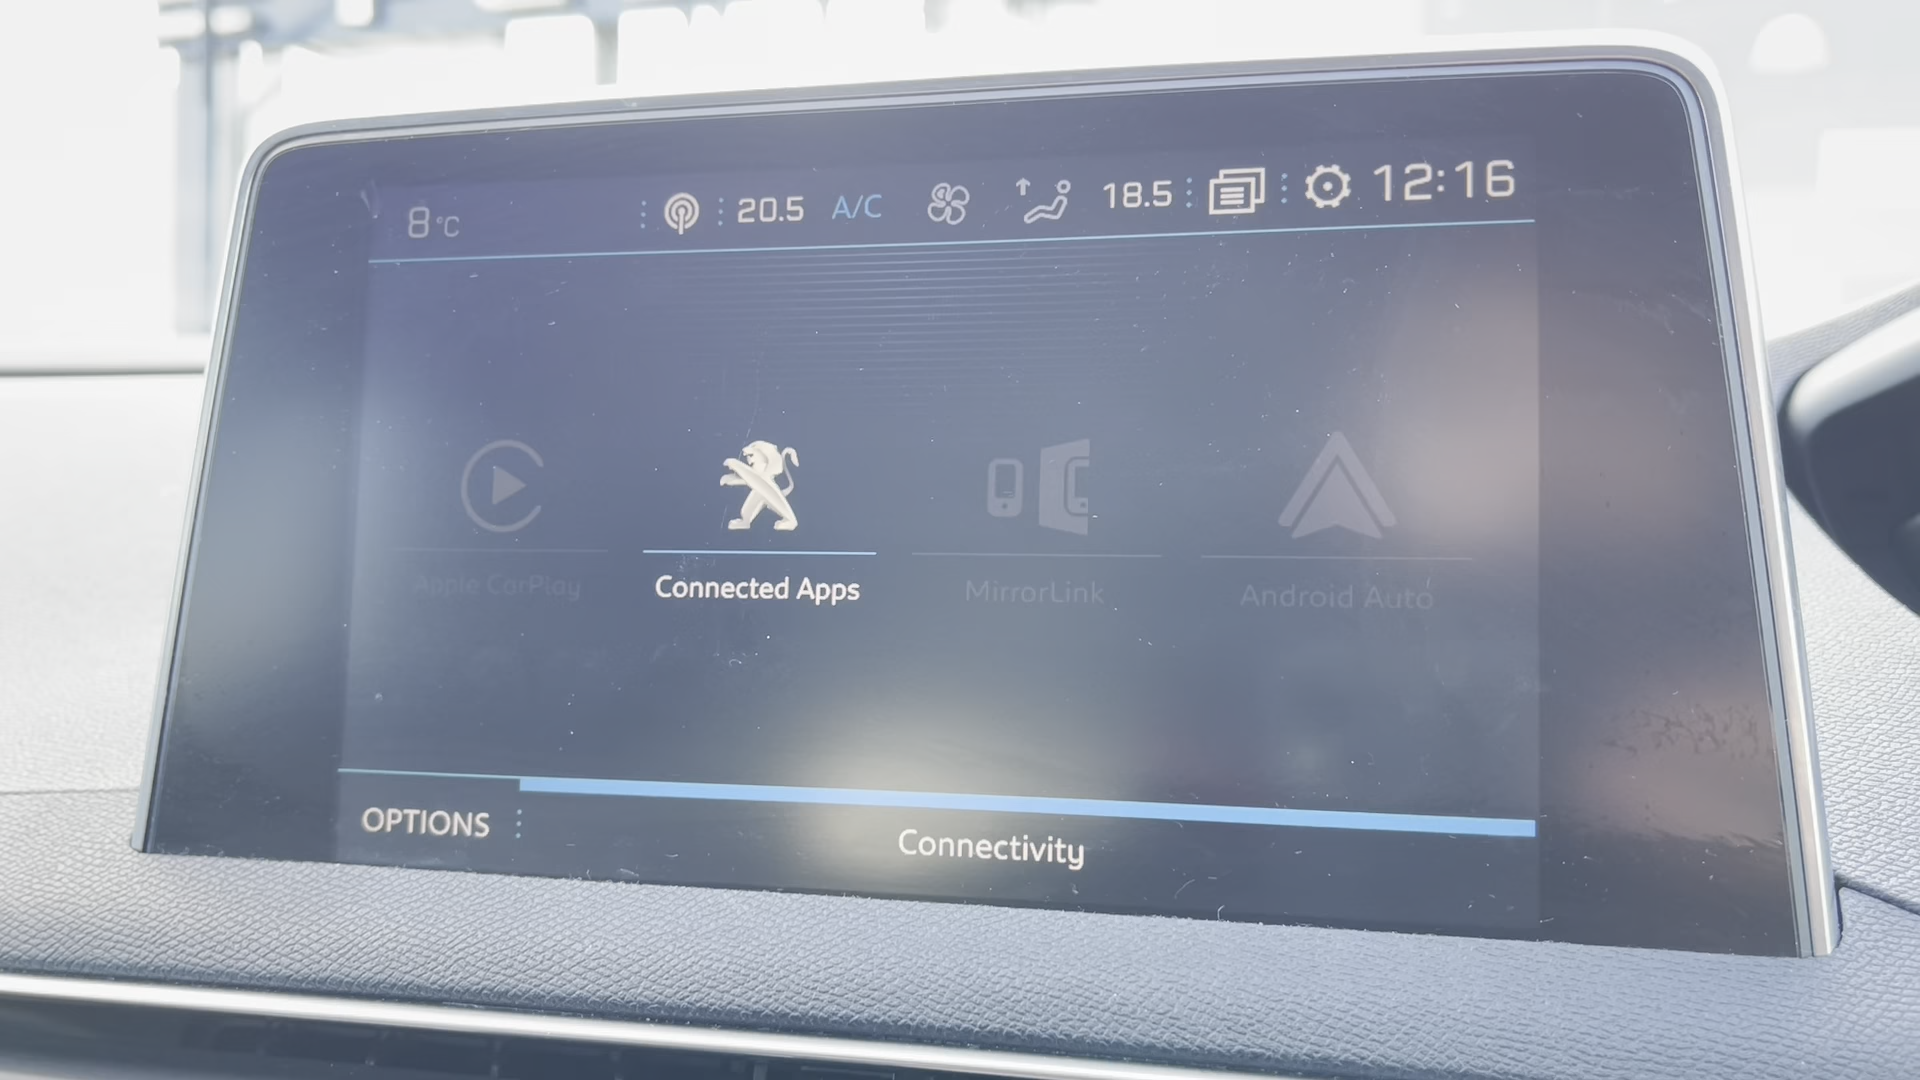 8°C 20.5 A/C 18.5 12:16
Apple CarPlay Connected Apps MirrorLink Android Auto
OPTIONS Connectivity